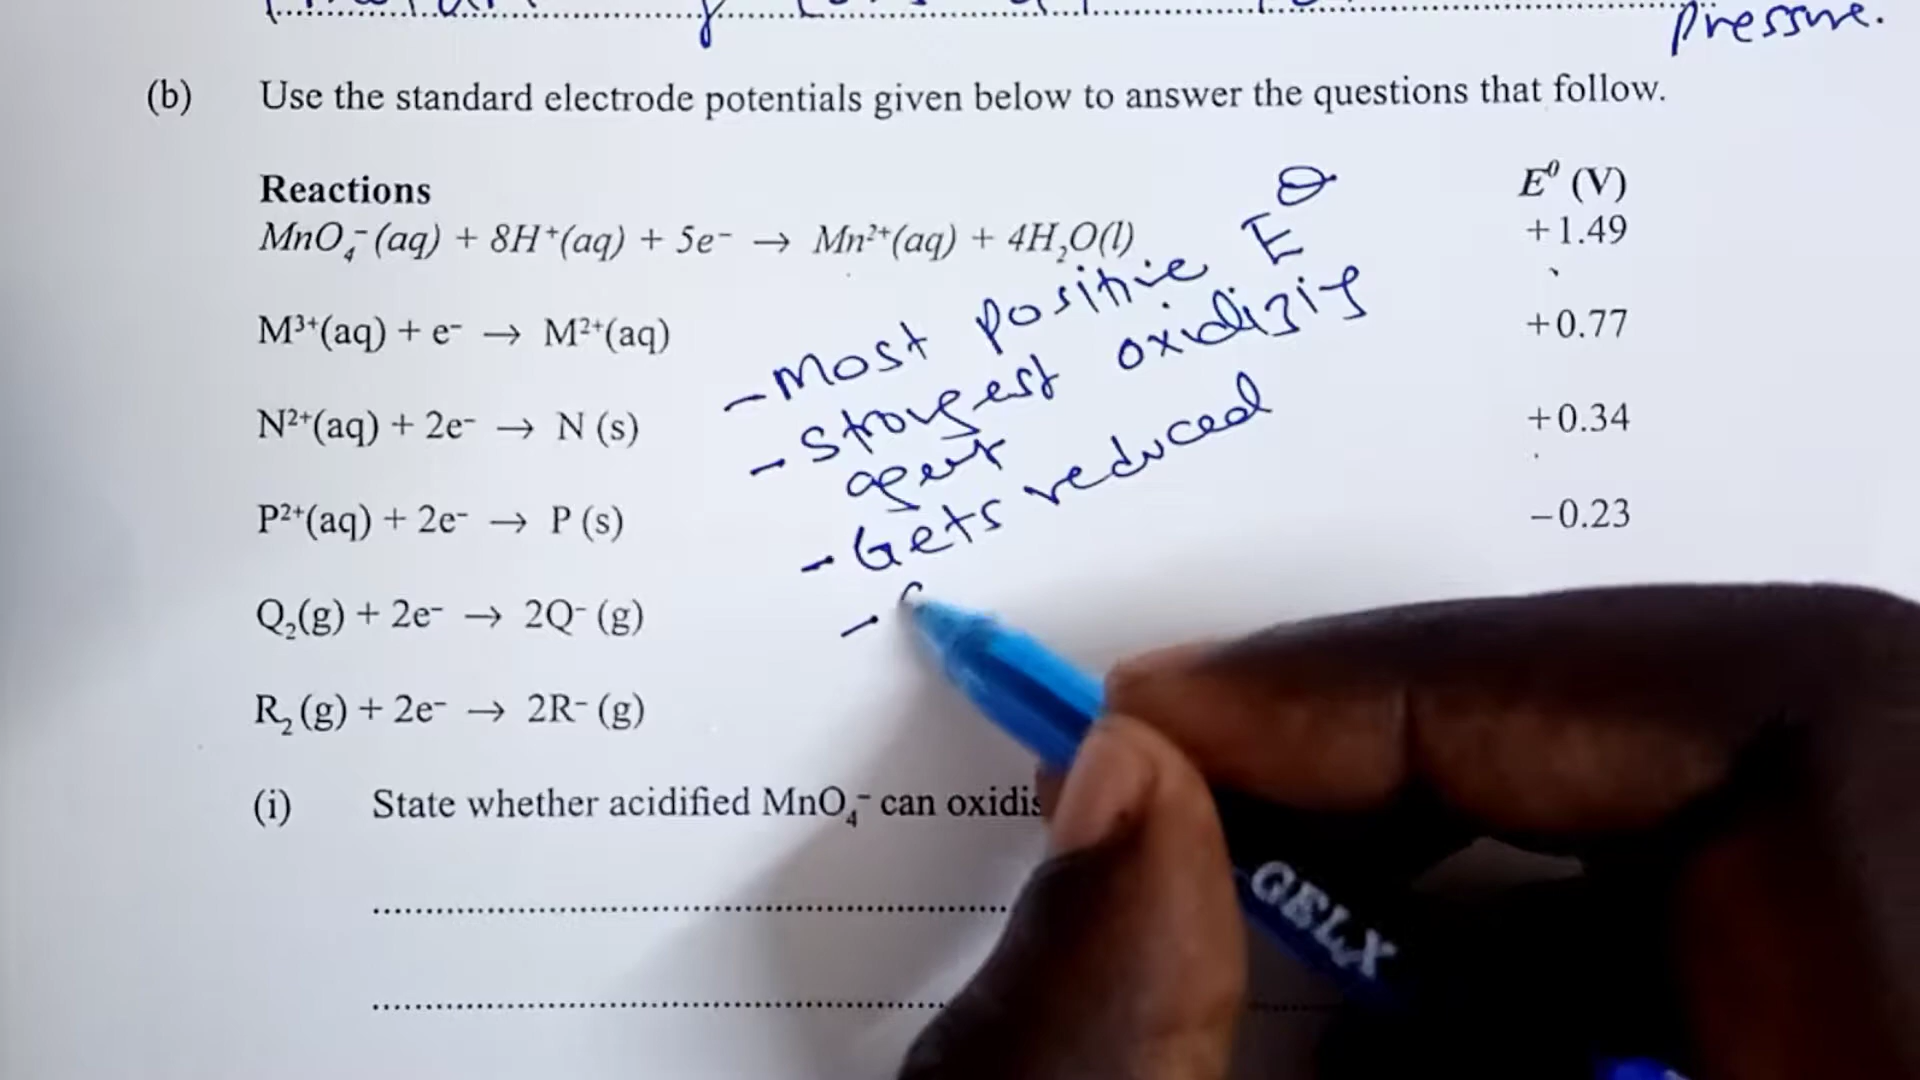 pressure.
(b) Use the standard electrode potentials given below to answer the questions that follow.
Reactions E⁰ (V)
MnO₄⁻(aq) + 8H⁺(aq) + 5e⁻ → Mn²⁺(aq) + 4H₂O(l) +1.49
M³⁺(aq) + e⁻ → M²⁺(aq) +0.77
N²⁺(aq) + 2e⁻ → N (s) +0.34
P²⁺(aq) + 2e⁻ → P (s) −0.23
Q₂(g) + 2e⁻ → 2Q⁻ (g)
R₂ (g) + 2e⁻ → 2R⁻ (g)
- most positive E⊖
- strongest oxidizing
agent
- Gets reduced
-
(i) State whether acidified MnO₄⁻ can oxidis
GELX